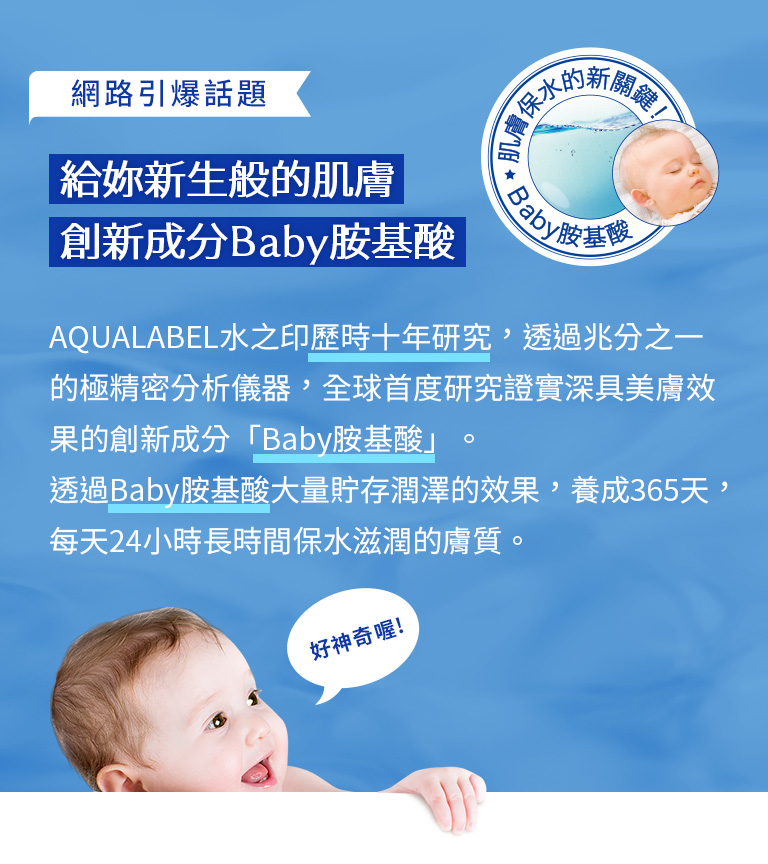 網路引爆話題
肌膚保水的新關鍵!
★ Baby胺基酸
給妳新生般的肌膚
創新成分Baby胺基酸
AQUALABEL水之印歷時十年研究，透過兆分之一
的極精密分析儀器，全球首度研究證實深具美膚效
果的創新成分「Baby胺基酸」。
透過Baby胺基酸大量貯存潤澤的效果，養成365天，
每天24小時長時間保水滋潤的膚質。
好神奇喔!